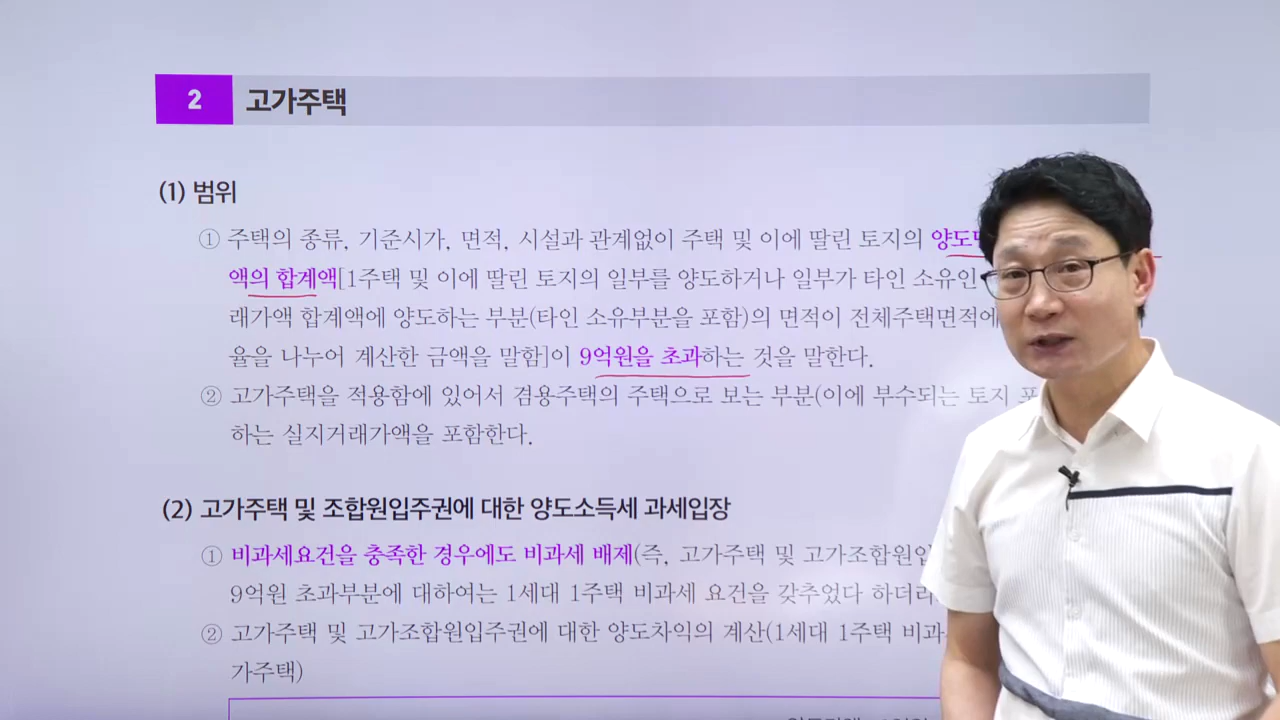 2 고가주택
(1) 범위
① 주택의 종류, 기준시가, 면적, 시설과 관계없이 주택 및 이에 딸린 토지의
액의 합계액[1주택 및 이에 딸린 토지의 일부를 양도하거나 일부가 타인 소유인
래가액 합계액에 양도하는 부분(타인 소유부분을 포함)의 면적이 전체주택면적에
율을 나누어 계산한 금액을 말함]이 9억원을 초과하는 것을 말한다.
② 고가주택을 적용함에 있어서 겸용주택의 주택으로 보는 부분(이에 부수되는 토지
하는 실지거래가액을 포함한다.
(2) 고가주택 및 조합원입주권에 대한 양도소득세 과세입장
① 비과세요건을 충족한 경우에도 비과세 배제(즉, 고가주택 및 고가조합원입
9억원 초과부분에 대하여는 1세대 1주택 비과세 요건을 갖추었다
② 고가주택 및 고가조합원입주권에 대한 양도차익의 계산(1세대 1주택
가주택)